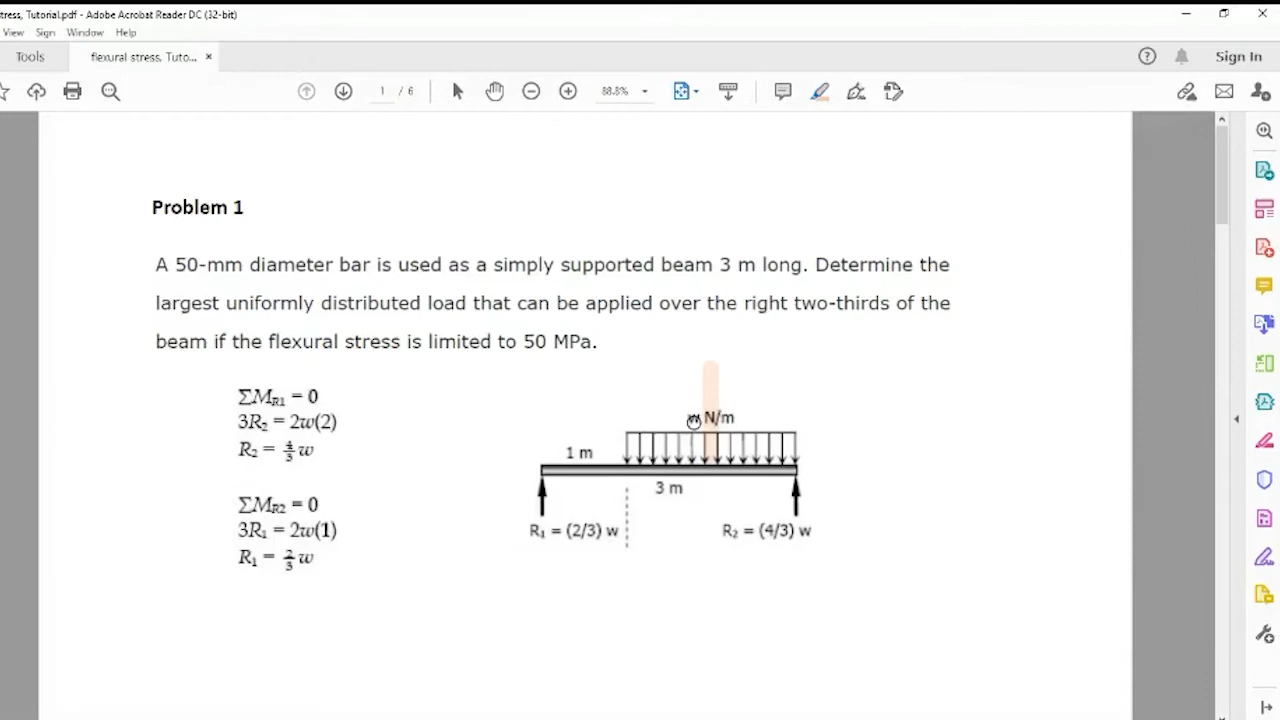 stress, Tutorial.pdf - Adobe Acrobat Reader DC (32-bit)
View Sign Window Help
Tools
flexural stress, Tuto... ×
Sign In
1 / 6
88.8%
Problem 1
A 50-mm diameter bar is used as a simply supported beam 3 m long. Determine the
largest uniformly distributed load that can be applied over the right two-thirds of the
beam if the flexural stress is limited to 50 MPa.
ΣM_R1 = 0
3R₂ = 2w(2)
R₂ = 4/3 w
ΣM_R2 = 0
3R₁ = 2w(1)
R₁ = 2/3 w
w N/m
1 m
3 m
R₁ = (2/3) w
R₂ = (4/3) w